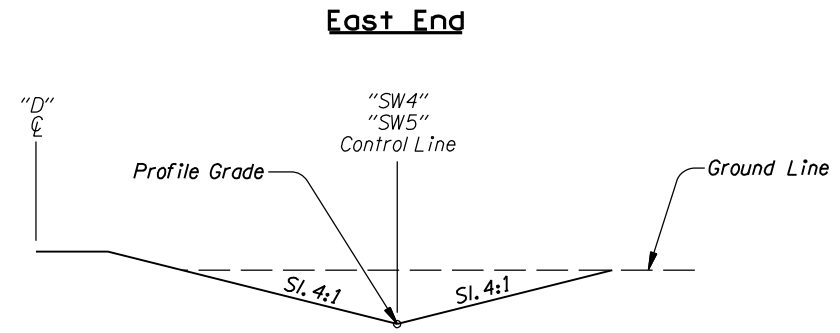 East End
"D"
℄
"SW4"
"SW5"
Control Line
Profile Grade
Ground Line
Sl. 4:1
Sl. 4:1